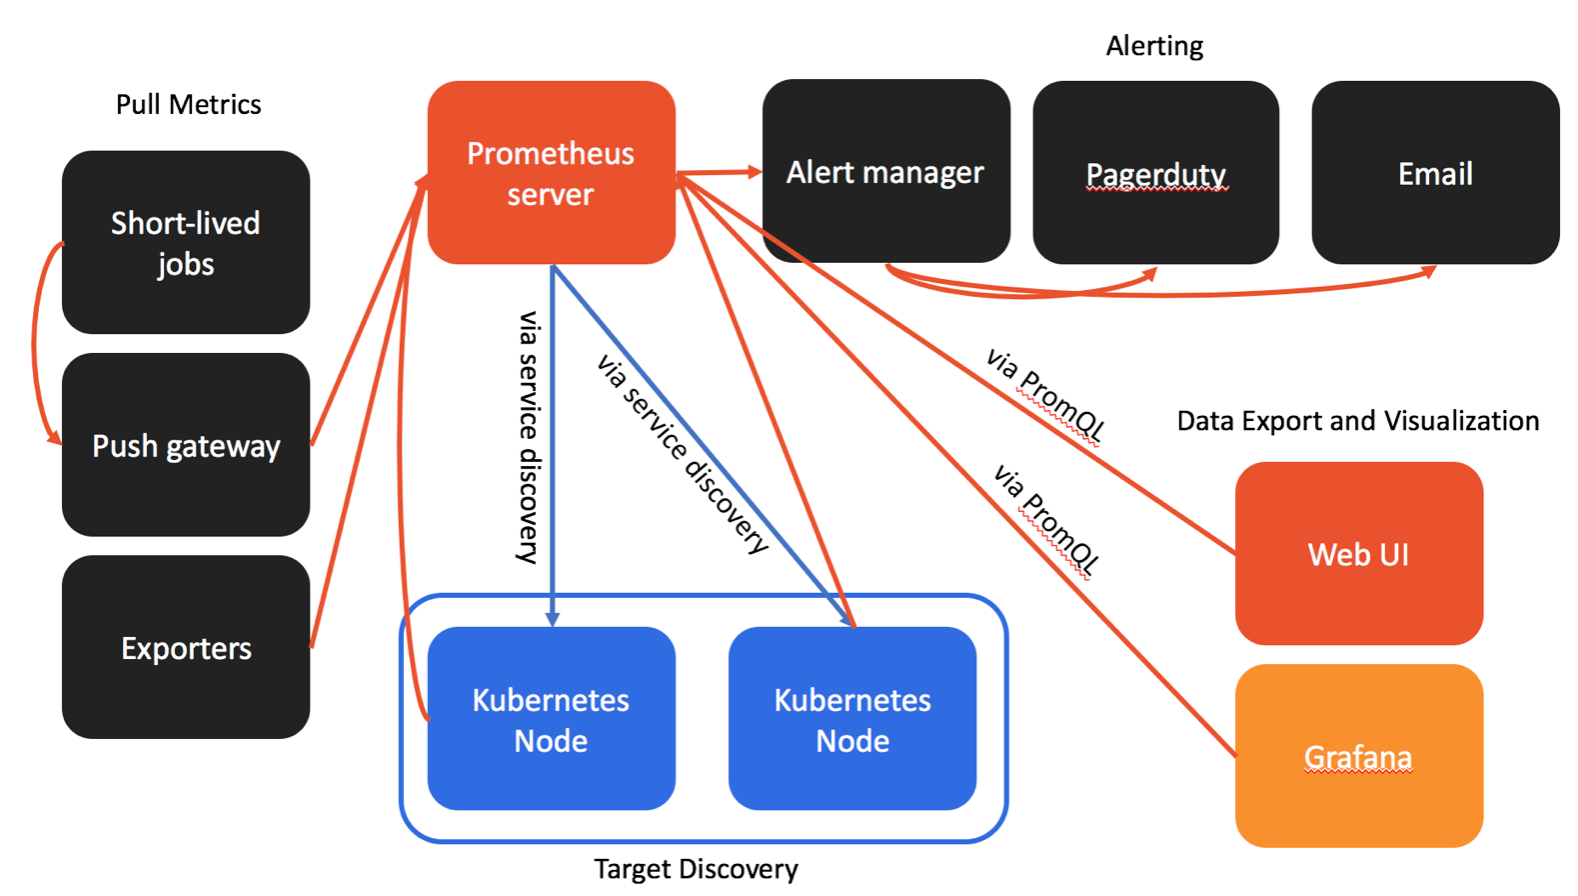 Alerting
Pull Metrics
Prometheus
server
Alert manager
Pagerduty
Email
Short-lived
jobs
Push gateway
Exporters
via service discovery
via service discovery
via PromQL
via PromQL
Data Export and Visualization
Web UI
Grafana
Kubernetes
Node
Kubernetes
Node
Target Discovery